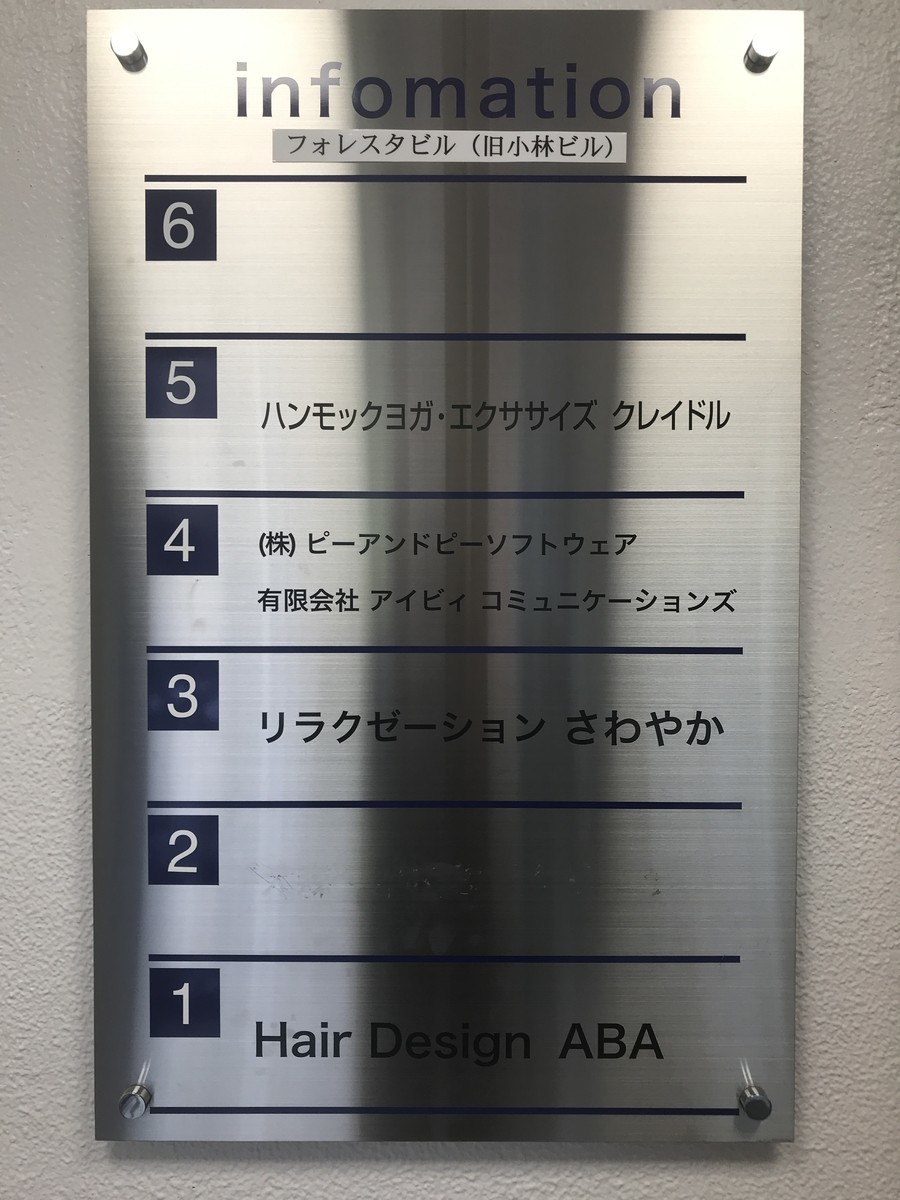 infomation
フォレスタビル（旧小林ビル）
6
5
ハンモックヨガ・エクササイズ クレイドル
4
(株) ピーアンドピーソフトウェア
有限会社 アイビィ コミュニケーションズ
3
リラクゼーション さわやか
2
1
Hair Design ABA